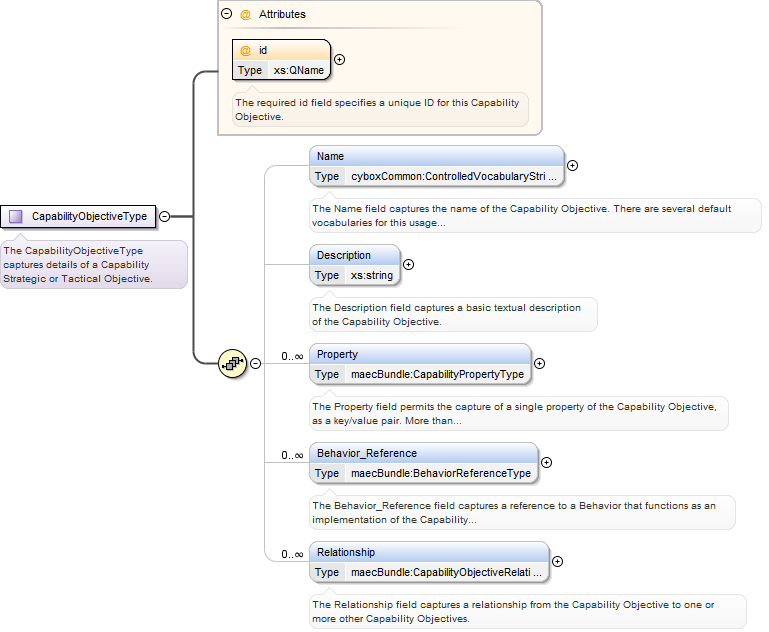 @ Attributes
@ id
Type xs:QName
The required id field specifies a unique ID for this Capability
Objective.
Name
Type cyboxCommon:ControlledVocabularyStri ...
The Name field captures the name of the Capability Objective. There are several default
vocabularies for this usage...
CapabilityObjectiveType
The CapabilityObjectiveType
captures details of a Capability
Strategic or Tactical Objective.
Description
Type xs:string
The Description field captures a basic textual description
of the Capability Objective.
0..∞ Property
Type maecBundle:CapabilityPropertyType
The Property field permits the capture of a single property of the Capability Objective,
as a key/value pair. More than...
0..∞ Behavior_Reference
Type maecBundle:BehaviorReferenceType
The Behavior_Reference field captures a reference to a Behavior that functions as an
implementation of the Capability...
0..∞ Relationship
Type maecBundle:CapabilityObjectiveRelati ...
The Relationship field captures a relationship from the Capability Objective to one or
more other Capability Objectives.